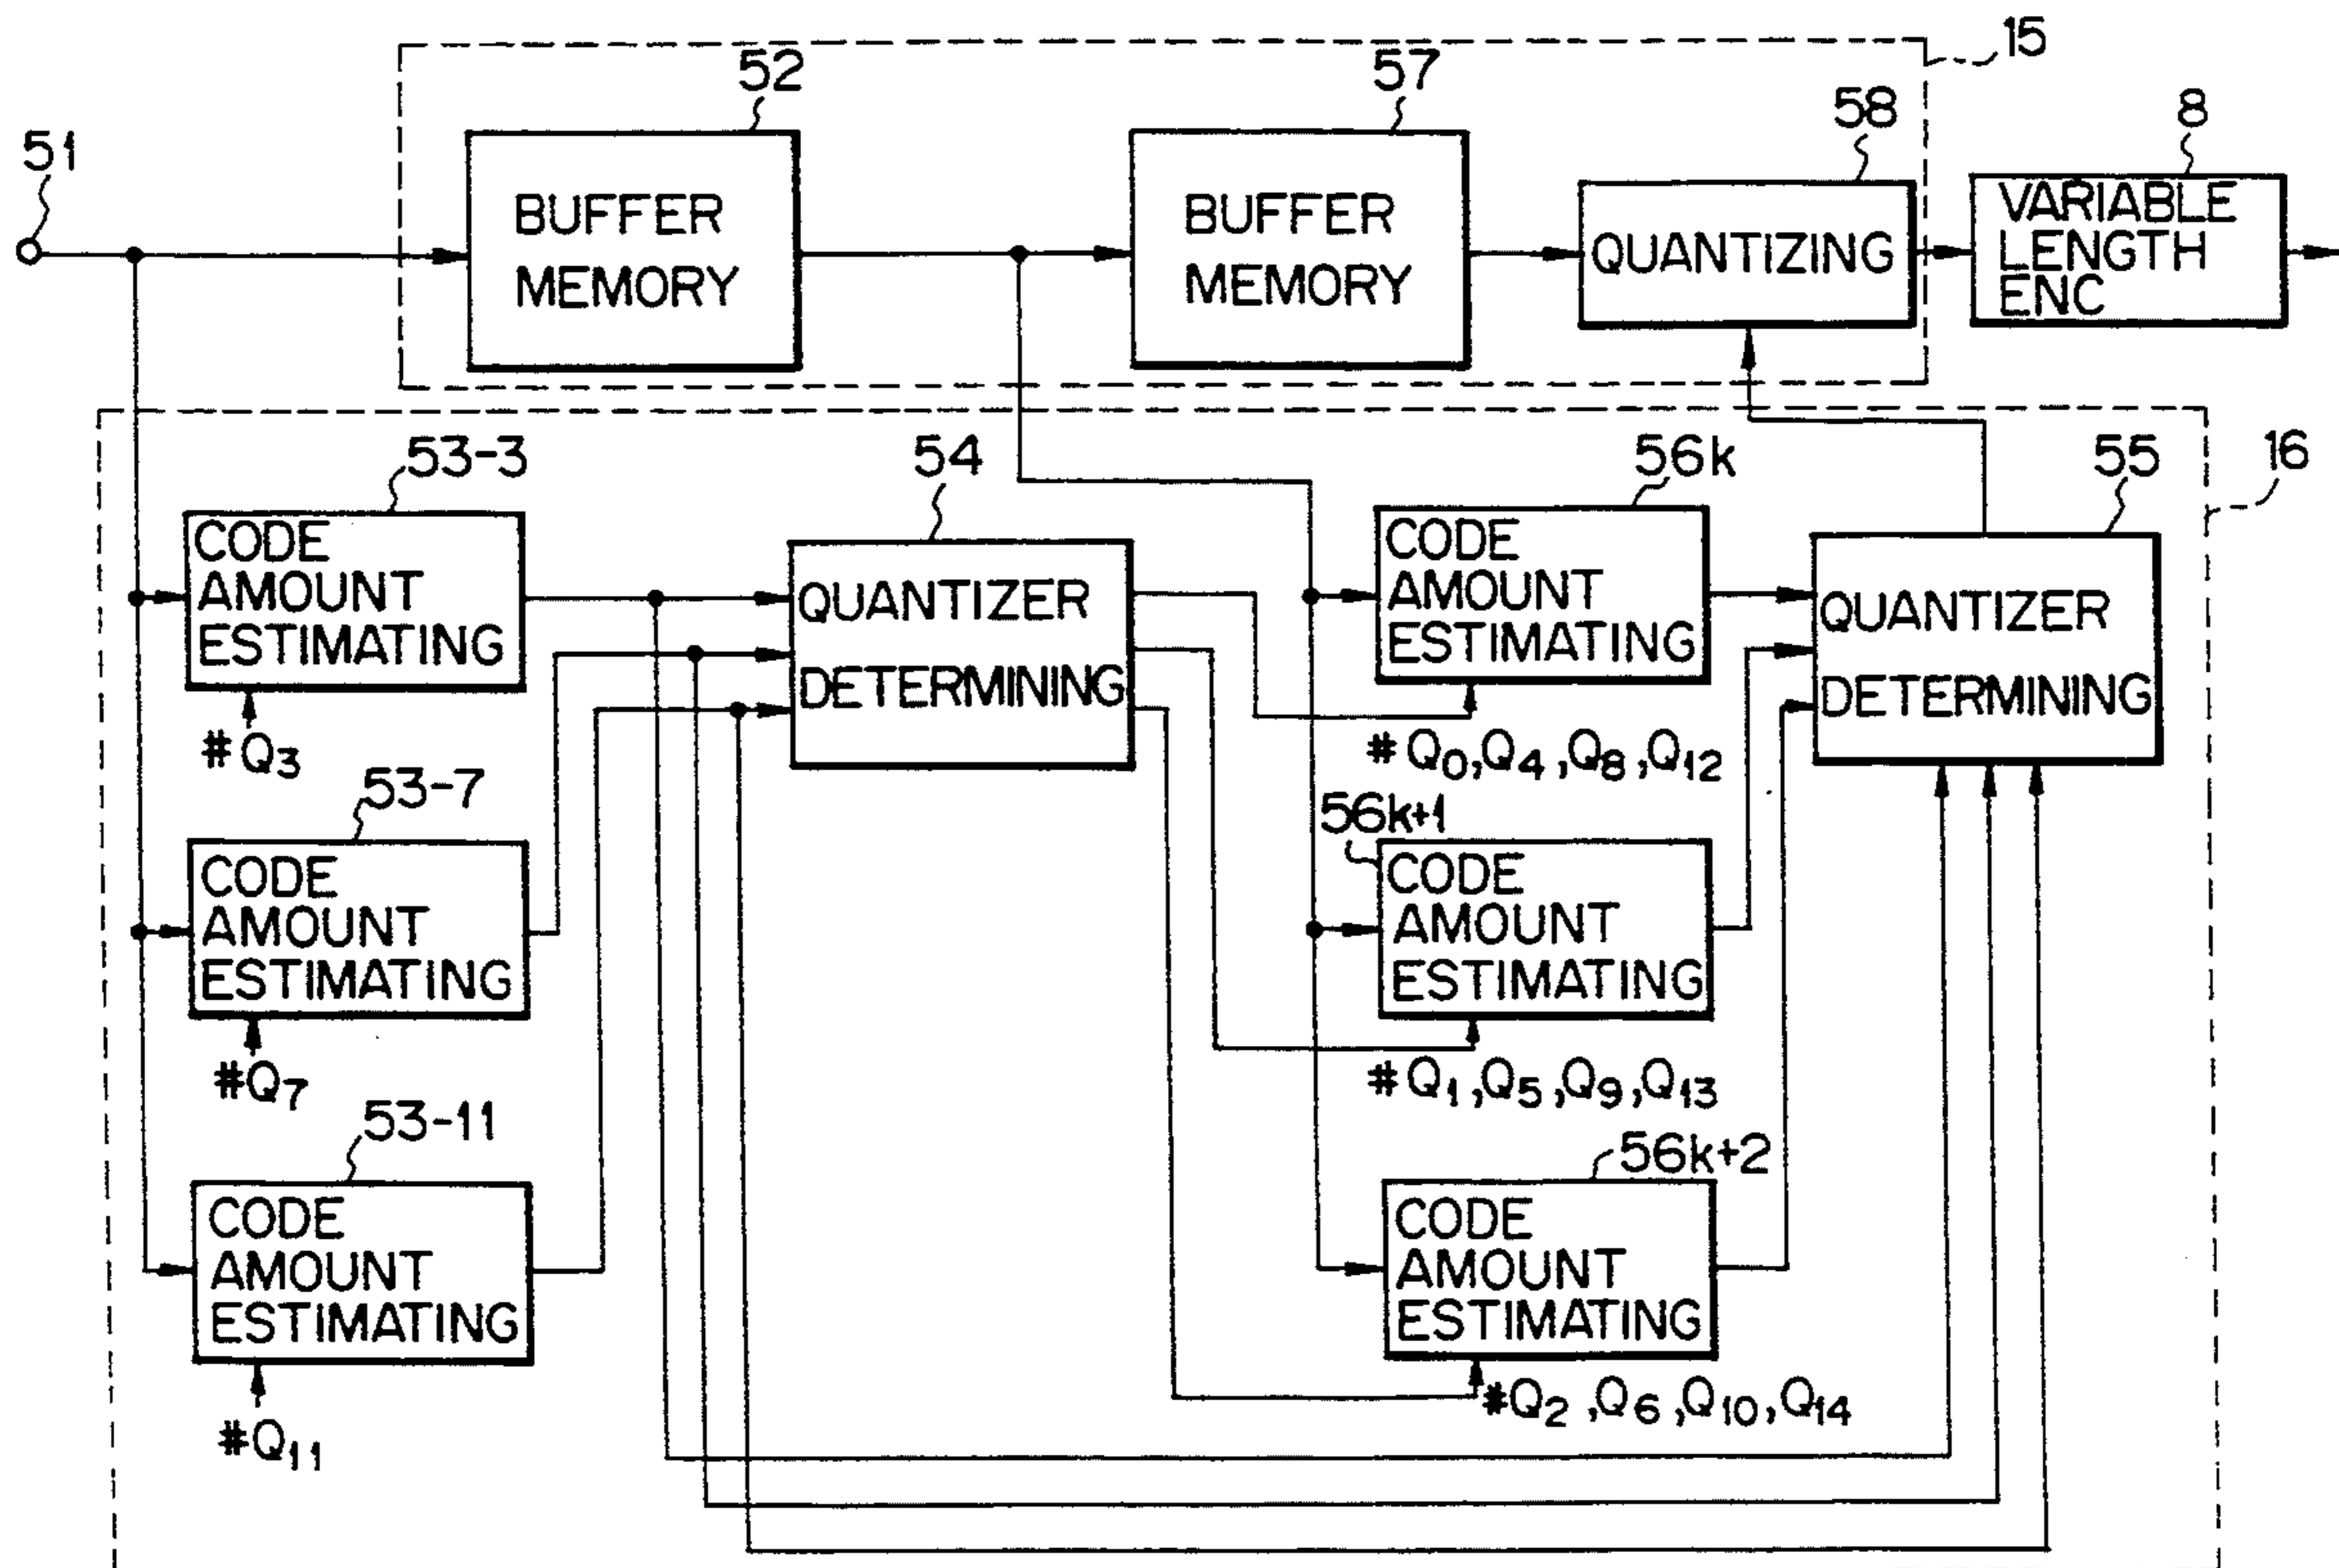 15
52
57
58
8
51
BUFFER
MEMORY
BUFFER
MEMORY
QUANTIZING
VARIABLE
LENGTH
ENC
53-3
54
56k
55
16
CODE
AMOUNT
ESTIMATING
QUANTIZER
DETERMINING
CODE
AMOUNT
ESTIMATING
QUANTIZER
DETERMINING
#Q3
#Q0,Q4,Q8,Q12
53-7
56k+1
CODE
AMOUNT
ESTIMATING
CODE
AMOUNT
ESTIMATING
#Q7
#Q1,Q5,Q9,Q13
53-11
56k+2
CODE
AMOUNT
ESTIMATING
CODE
AMOUNT
ESTIMATING
#Q11
#Q2,Q6,Q10,Q14